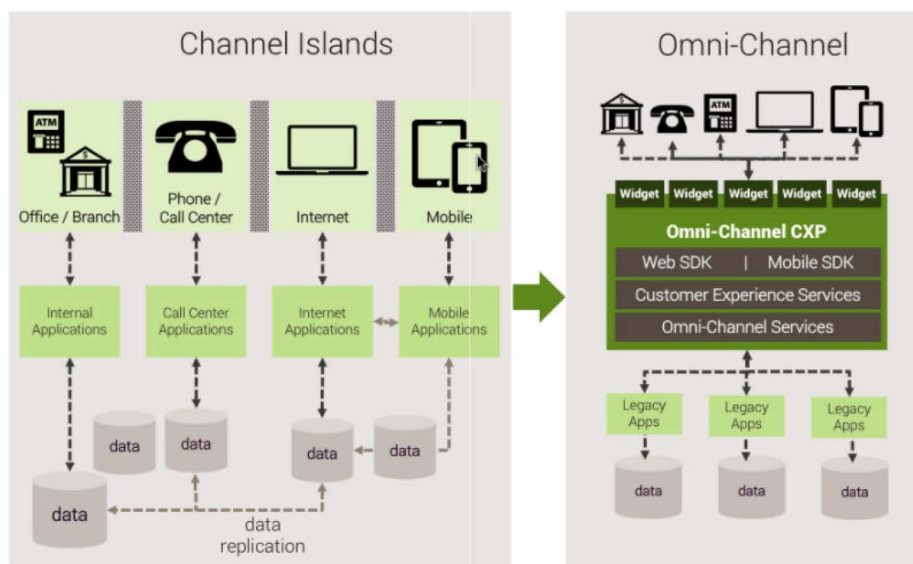 Channel Islands
ATM
$
Office / Branch
Phone /
Call Center
Internet
Mobile
Internal
Applications
Call Center
Applications
Internet
Applications
Mobile
Applications
data
data
data
data
data
data
replication
Omni-Channel
$
ATM
Widget
Widget
Widget
Widget
Widget
Omni-Channel CXP
Web SDK | Mobile SDK
Customer Experience Services
Omni-Channel Services
Legacy
Apps
Legacy
Apps
Legacy
Apps
data
data
data